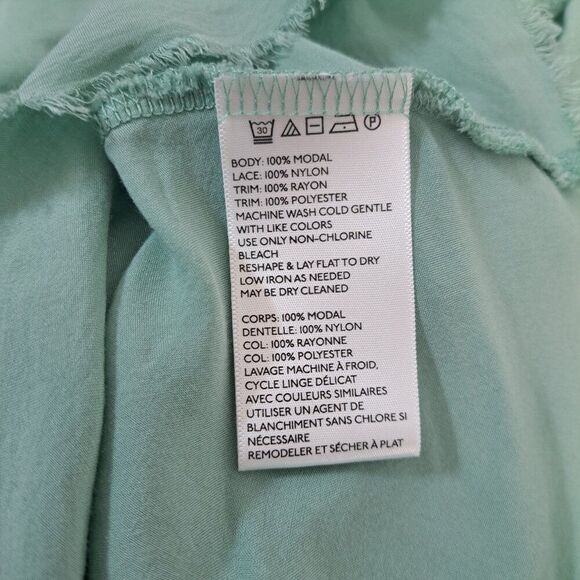 30
P
BODY: 100% MODAL
LACE: 100% NYLON
TRIM: 100% RAYON
TRIM: 100% POLYESTER
MACHINE WASH COLD GENTLE
WITH LIKE COLORS
USE ONLY NON-CHLORINE
BLEACH
RESHAPE & LAY FLAT TO DRY
LOW IRON AS NEEDED
MAY BE DRY CLEANED
CORPS: 100% MODAL
DENTELLE: 100% NYLON
COL: 100% RAYONNE
COL: 100% POLYESTER
LAVAGE MACHINE À FROID,
CYCLE LINGE DÉLICAT
AVEC COULEURS SIMILAIRES
UTILISER UN AGENT DE
BLANCHIMENT SANS CHLORE SI
NÉCESSAIRE
REMODELER ET SÉCHER À PLAT